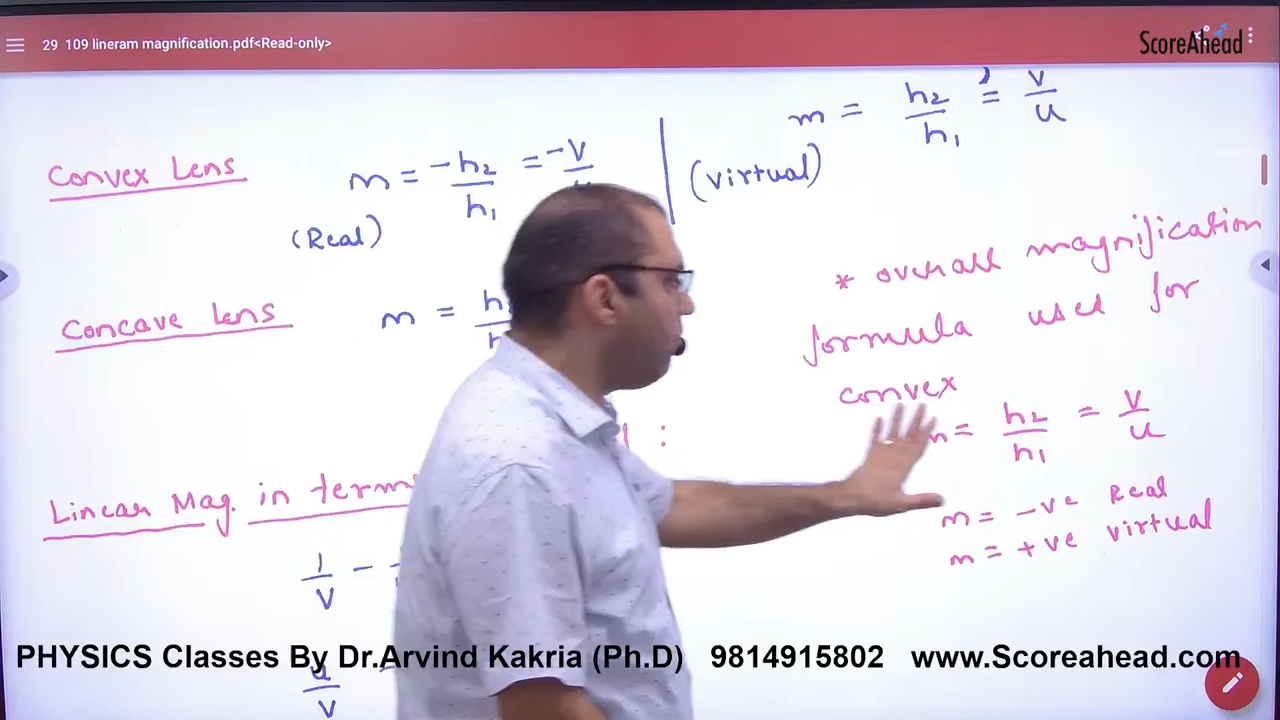 29 109 lineram magnification.pdf<Read-only>
ScoreAhead
m = h2/h1 = v/u
Convex Lens m = -h2/h1 = -v/
(Real)
(virtual)
* overall magnification
formula used for
convex
m = h2/h1 = v/u
m = -ve Real
m = +ve virtual
Concave lens m = h
:
Linear Mag. in term
1/v -
u/v
PHYSICS Classes By Dr.Arvind Kakria (Ph.D) 9814915802 www.Scoreahead.com